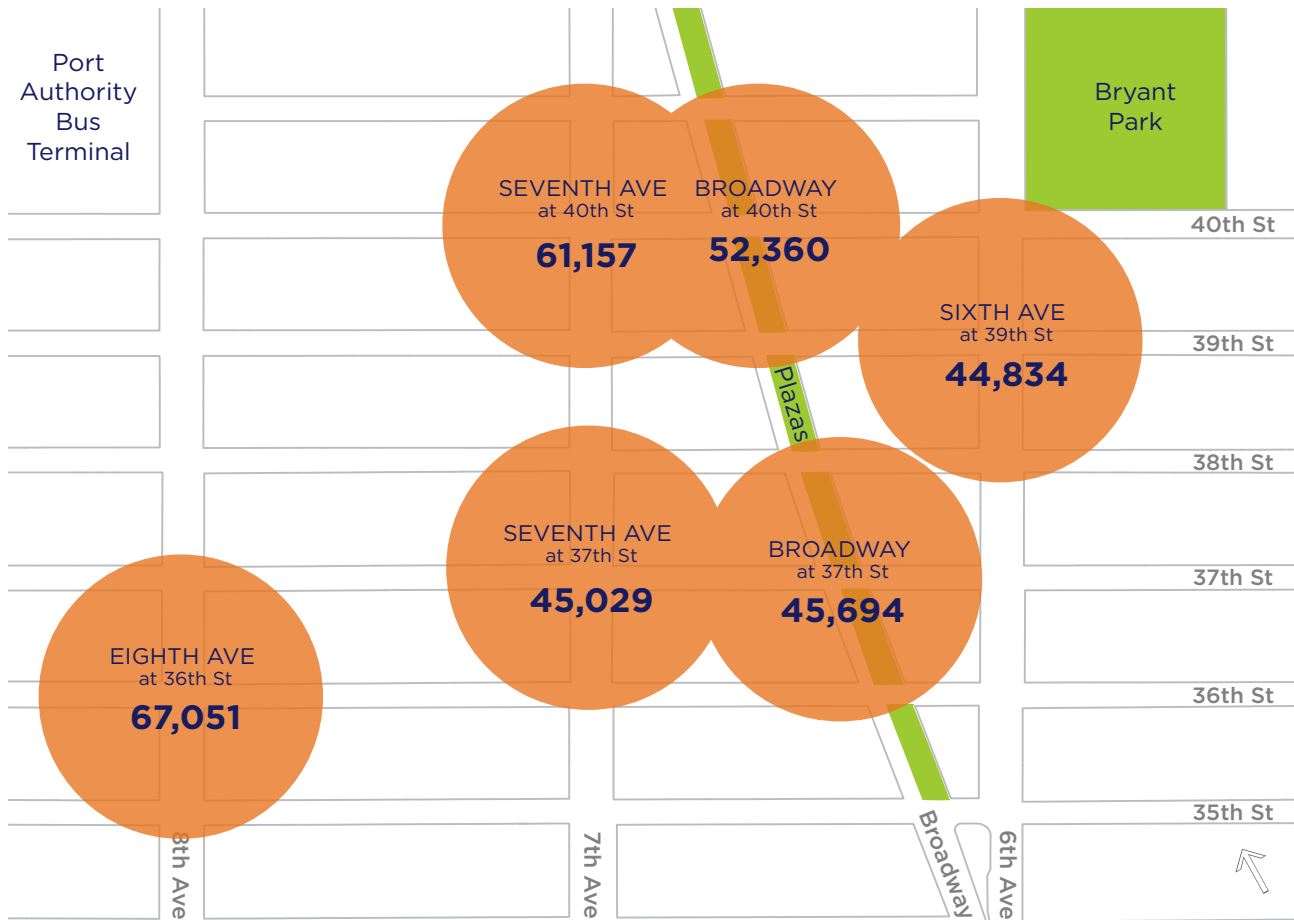 Port
Authority
Bus
Terminal
Bryant
Park
SEVENTH AVE
at 40th St
61,157
BROADWAY
at 40th St
52,360
40th St
SIXTH AVE
at 39th St
44,834
39th St
Plazas
38th St
SEVENTH AVE
at 37th St
45,029
BROADWAY
at 37th St
45,694
37th St
EIGHTH AVE
at 36th St
67,051
36th St
35th St
8th Ave
7th Ave
Broadway
6th Ave